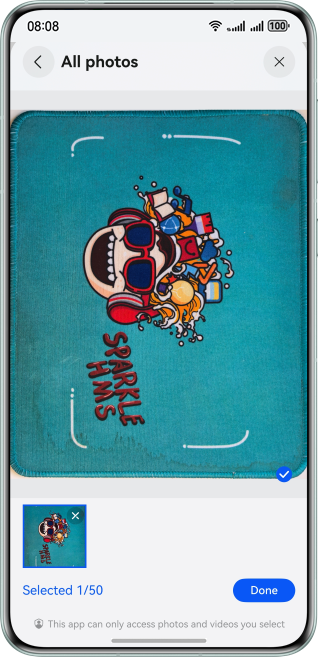 08:08
100
All photos
SPARKLE
HMS
Selected 1/50
Done
This app can only access photos and videos you select